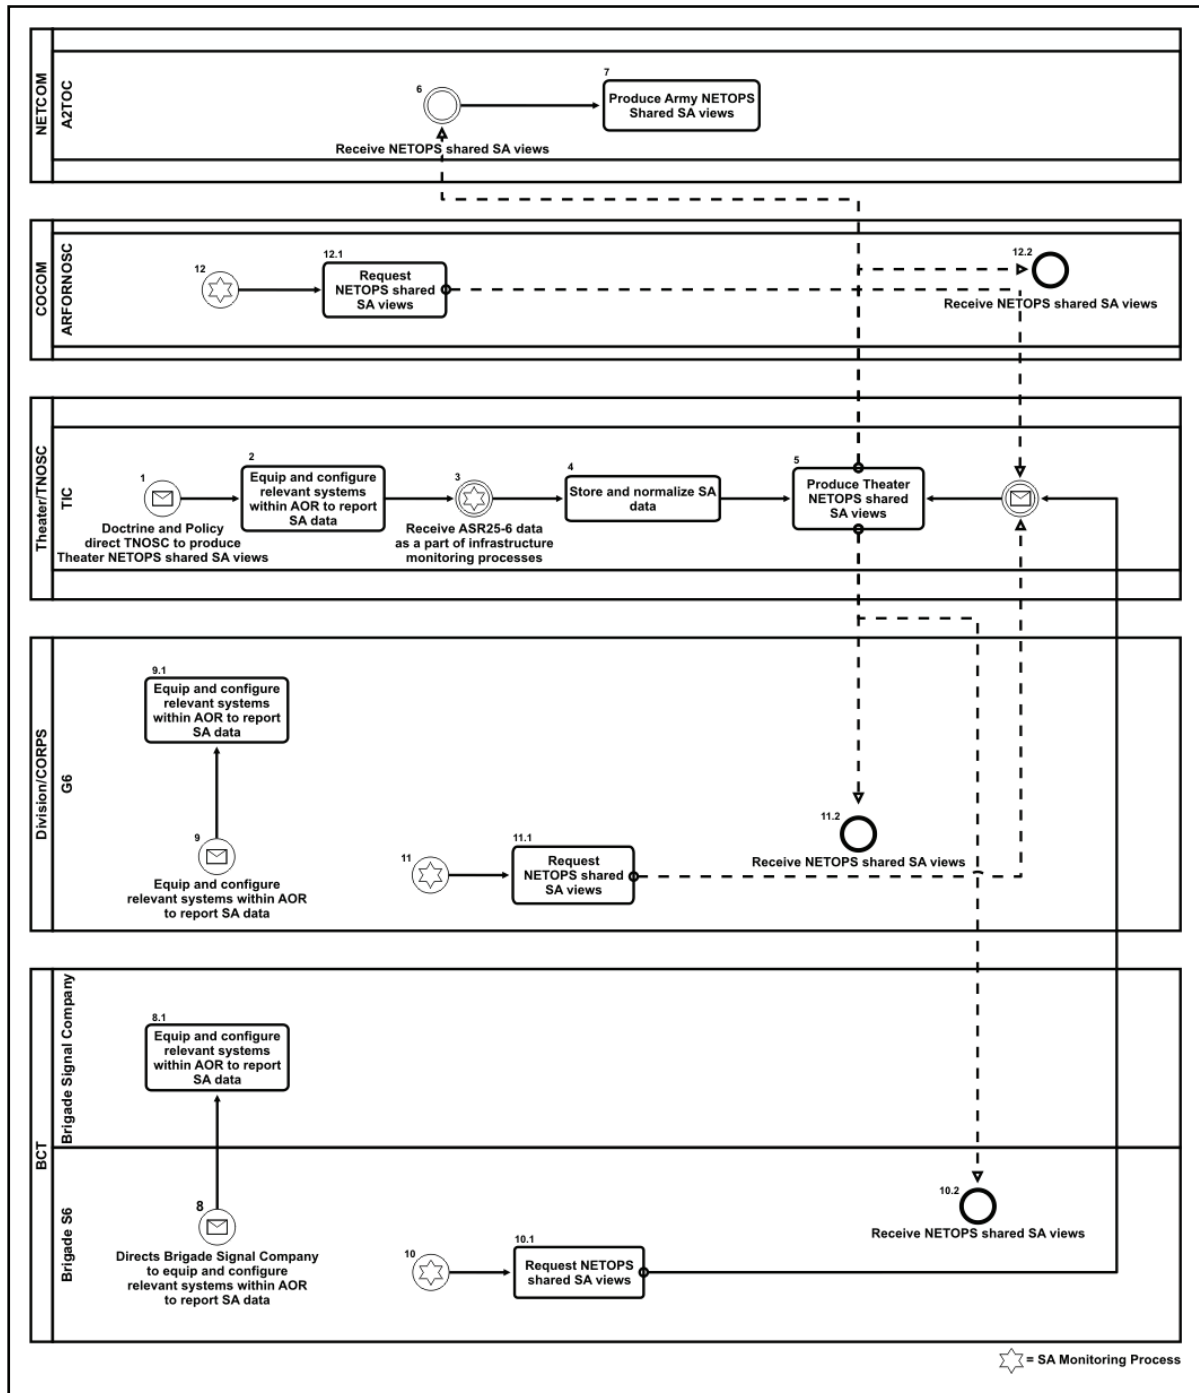 NETCOM
A2TOC
6
Receive NETOPS shared SA views
7
Produce Army NETOPS
Shared SA views
COCOM
ARFORNOSC
12
12.1
Request
NETOPS shared
SA views
12.2
Receive NETOPS shared SA views
Theater/TNOSC
TIC
1
Doctrine and Policy
direct TNOSC to produce
Theater NETOPS shared SA views
2
Equip and configure
relevant systems
within AOR to report
SA data
3
Receive ASR25-6 data
as a part of infrastructure
monitoring processes
4
Store and normalize SA
data
5
Produce Theater
NETOPS shared
SA views
Division/CORPS
G6
9.1
Equip and configure
relevant systems
within AOR to report
SA data
9
Equip and configure
relevant systems within AOR
to report SA data
11
11.1
Request
NETOPS shared
SA views
11.2
Receive NETOPS shared SA views
BCT
Brigade Signal Company
8.1
Equip and configure
relevant systems
within AOR to report
SA data
Brigade S6
8
Directs Brigade Signal Company
to equip and configure
relevant systems within AOR
to report SA data
10
10.1
Request NETOPS
shared SA views
10.2
Receive NETOPS shared SA views
= SA Monitoring Process